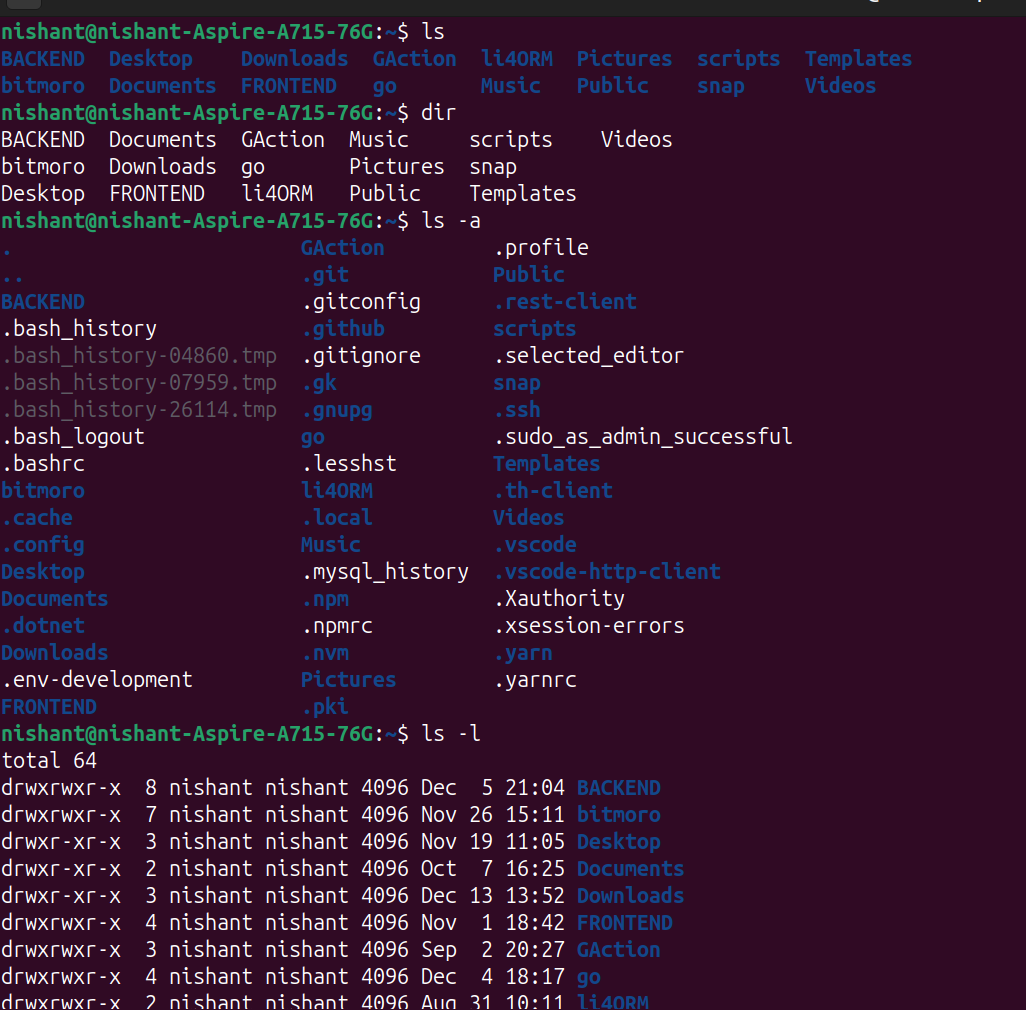 nishant@nishant-Aspire-A715-76G:~$ ls
BACKEND  Desktop    Downloads  GAction  li4ORM  Pictures  scripts  Templates
bitmoro  Documents  FRONTEND   go       Music   Public    snap     Videos
nishant@nishant-Aspire-A715-76G:~$ dir
BACKEND  Documents  GAction  Music     scripts    Videos
bitmoro  Downloads  go       Pictures  snap
Desktop  FRONTEND   li4ORM   Public    Templates
nishant@nishant-Aspire-A715-76G:~$ ls -a
.                        GAction         .profile
..                       .git            Public
BACKEND                  .gitconfig      .rest-client
.bash_history            .github         scripts
.bash_history-04860.tmp  .gitignore      .selected_editor
.bash_history-07959.tmp  .gk             snap
.bash_history-26114.tmp  .gnupg          .ssh
.bash_logout             go              .sudo_as_admin_successful
.bashrc                  .lesshst        Templates
bitmoro                  li4ORM          .th-client
.cache                   .local          Videos
.config                  Music           .vscode
Desktop                  .mysql_history  .vscode-http-client
Documents                .npm            .Xauthority
.dotnet                  .npmrc          .xsession-errors
Downloads                .nvm            .yarn
.env-development         Pictures        .yarnrc
FRONTEND                 .pki
nishant@nishant-Aspire-A715-76G:~$ ls -l
total 64
drwxrwxr-x  8 nishant nishant 4096 Dec  5 21:04 BACKEND
drwxrwxr-x  7 nishant nishant 4096 Nov 26 15:11 bitmoro
drwxr-xr-x  3 nishant nishant 4096 Nov 19 11:05 Desktop
drwxr-xr-x  2 nishant nishant 4096 Oct  7 16:25 Documents
drwxr-xr-x  3 nishant nishant 4096 Dec 13 13:52 Downloads
drwxrwxr-x  4 nishant nishant 4096 Nov  1 18:42 FRONTEND
drwxrwxr-x  3 nishant nishant 4096 Sep  2 20:27 GAction
drwxrwxr-x  4 nishant nishant 4096 Dec  4 18:17 go
drwxrwxr-x  2 nishant nishant 4096 Aug 31 10:11 li4ORM